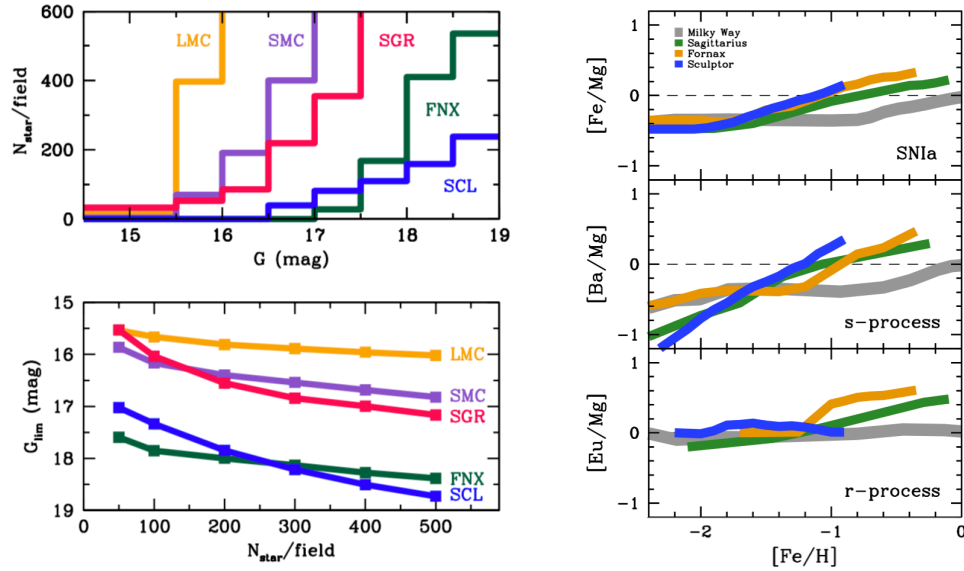 600
400
200
0
N_star/field
LMC
SMC
SGR
FNX
SCL
15
16
17
18
19
G (mag)
15
16
17
18
19
G_lim (mag)
LMC
SMC
SGR
FNX
SCL
0
100
200
300
400
500
N_star/field
Milky Way
Sagittarius
Fornax
Sculptor
1
0
-1
[Fe/Mg]
SNIa
1
0
-1
[Ba/Mg]
s-process
1
0
-1
[Eu/Mg]
r-process
-2
-1
0
[Fe/H]